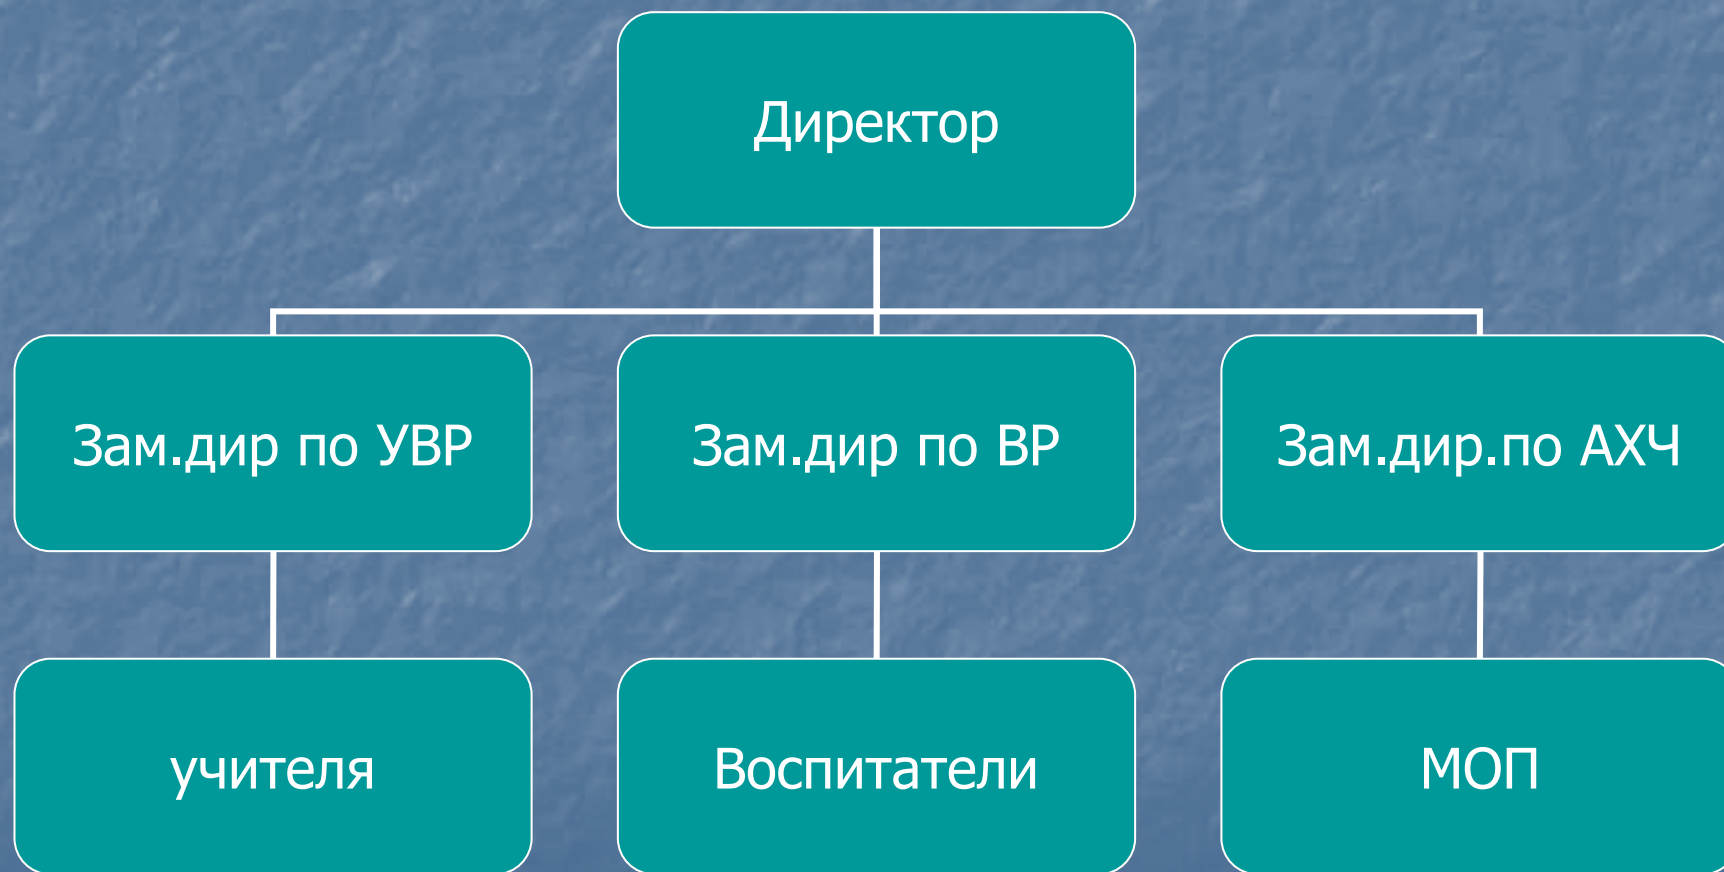 Директор
Зам.дир по УВР
Зам.дир по ВР
Зам.дир.по АХЧ
учителя
Воспитатели
МОП